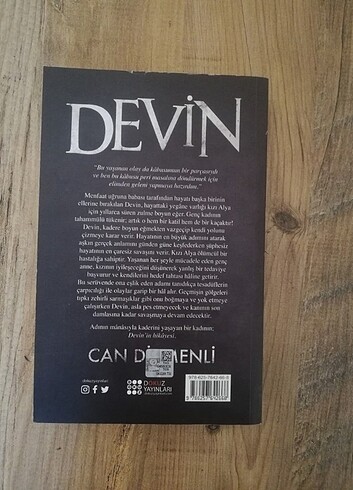 DEVİN
"Bu yaşanan olay da kâbusumun bir parçasıydı
ve ben bu kâbusu peri masalına döndürmek için
elimden geleni yapmaya hazırdım."
Menfaat uğruna babası tarafından hayatı başka birinin
ellerine bırakılan Devin, hayattaki yegâne varlığı kızı Alya
için yıllarca süren zulme boyun eğer. Genç kadının
tahammülü tükenir; artık o hem bir katil hem de bir kaçaktır!
Devin, kadere boyun eğmekten vazgeçip kendi yolunu
çizmeye karar verir. Hayatının en büyük adımını atarak
aşkın gerçek anlamını günden güne keşfederken şüphesiz
hayatının en çaresiz savaşını verir. Kızı Alya ölümcül bir
hastalığa sahiptir. Yaşanan her şeyle mücadele eden genç
anne, kızının iyileşeceğini düşünerek yanlış bir tedaviye
başvurur ve kendilerini hedef tahtası hâline getirir.
Bu serüvende ona eşlik eden adamı tanıdıkça tesadüflerin
çarpıcılığı ile olaylar garip bir hâl alır. Geçmişin gölgeleri
tıpkı zehirli sarmaşıklar gibi onu boğmaya ve yok etmeye
çalışırken Devin, asla pes etmeyecek ve kanının son
damlasına kadar savaşmaya devam edecektir.
Adının mânâsıyla kaderini yaşayan bir kadının;
Devin'in hikâyesi.
CAN Dİ MENLİ
DOKUZ
YAYINLARI